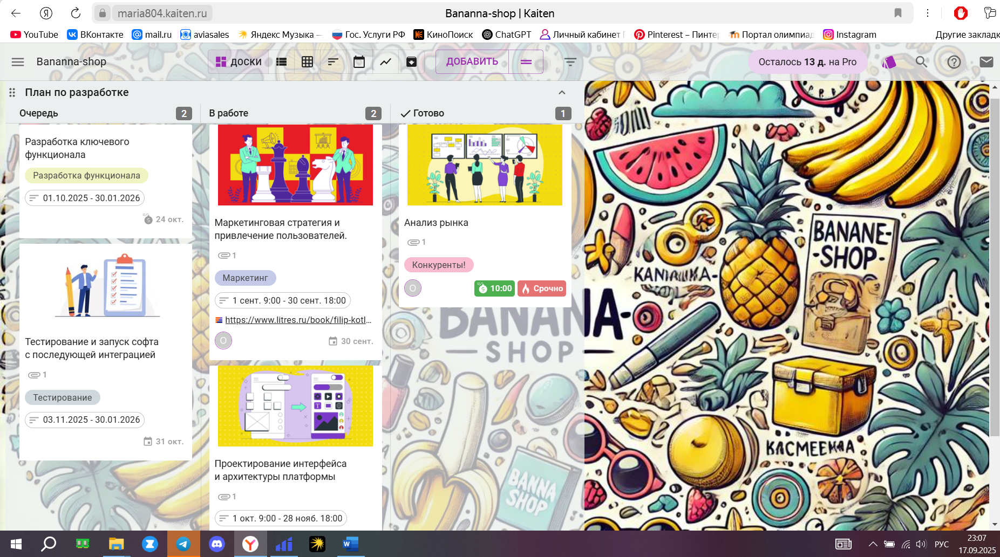 maria804.kaiten.ru
Bananna-shop | Kaiten
YouTube
ВКонтакте
mail.ru
aviasales
Яндекс Музыка —
Гос. Услуги РФ
КиноПоиск
ChatGPT
Личный кабинет
Pinterest – Пинте
Портал олимпиа
Instagram
Другие заклад
Bananna-shop
ДОСКИ
ДОБАВИТЬ
Осталось 13 д. на Pro
План по разработке
Очередь 2
В работе 2
Готово 1
Разработка ключевого
функционала
Разработка функционала
01.10.2025 - 30.01.2026
24 окт.
Тестирование и запуск софта
с последующей интеграцией
1
Тестирование
03.11.2025 - 30.01.2026
31 окт.
Маркетинговая стратегия и
привлечение пользователей.
1
Маркетинг
1 сент. 9:00 - 30 сент. 18:00
https://www.litres.ru/book/filip-kotl...
О
30 сент.
Проектирование интерфейса
и архитектуры платформы
1
1 окт. 9:00 - 28 нояб. 18:00
Анализ рынка
1
Конкуренты!
О
10:00
Срочно
BANANA-
— SHOP —
BANNA
SHOP
BANANE-
-SHOP-
РУС
23:07
17.09.2025